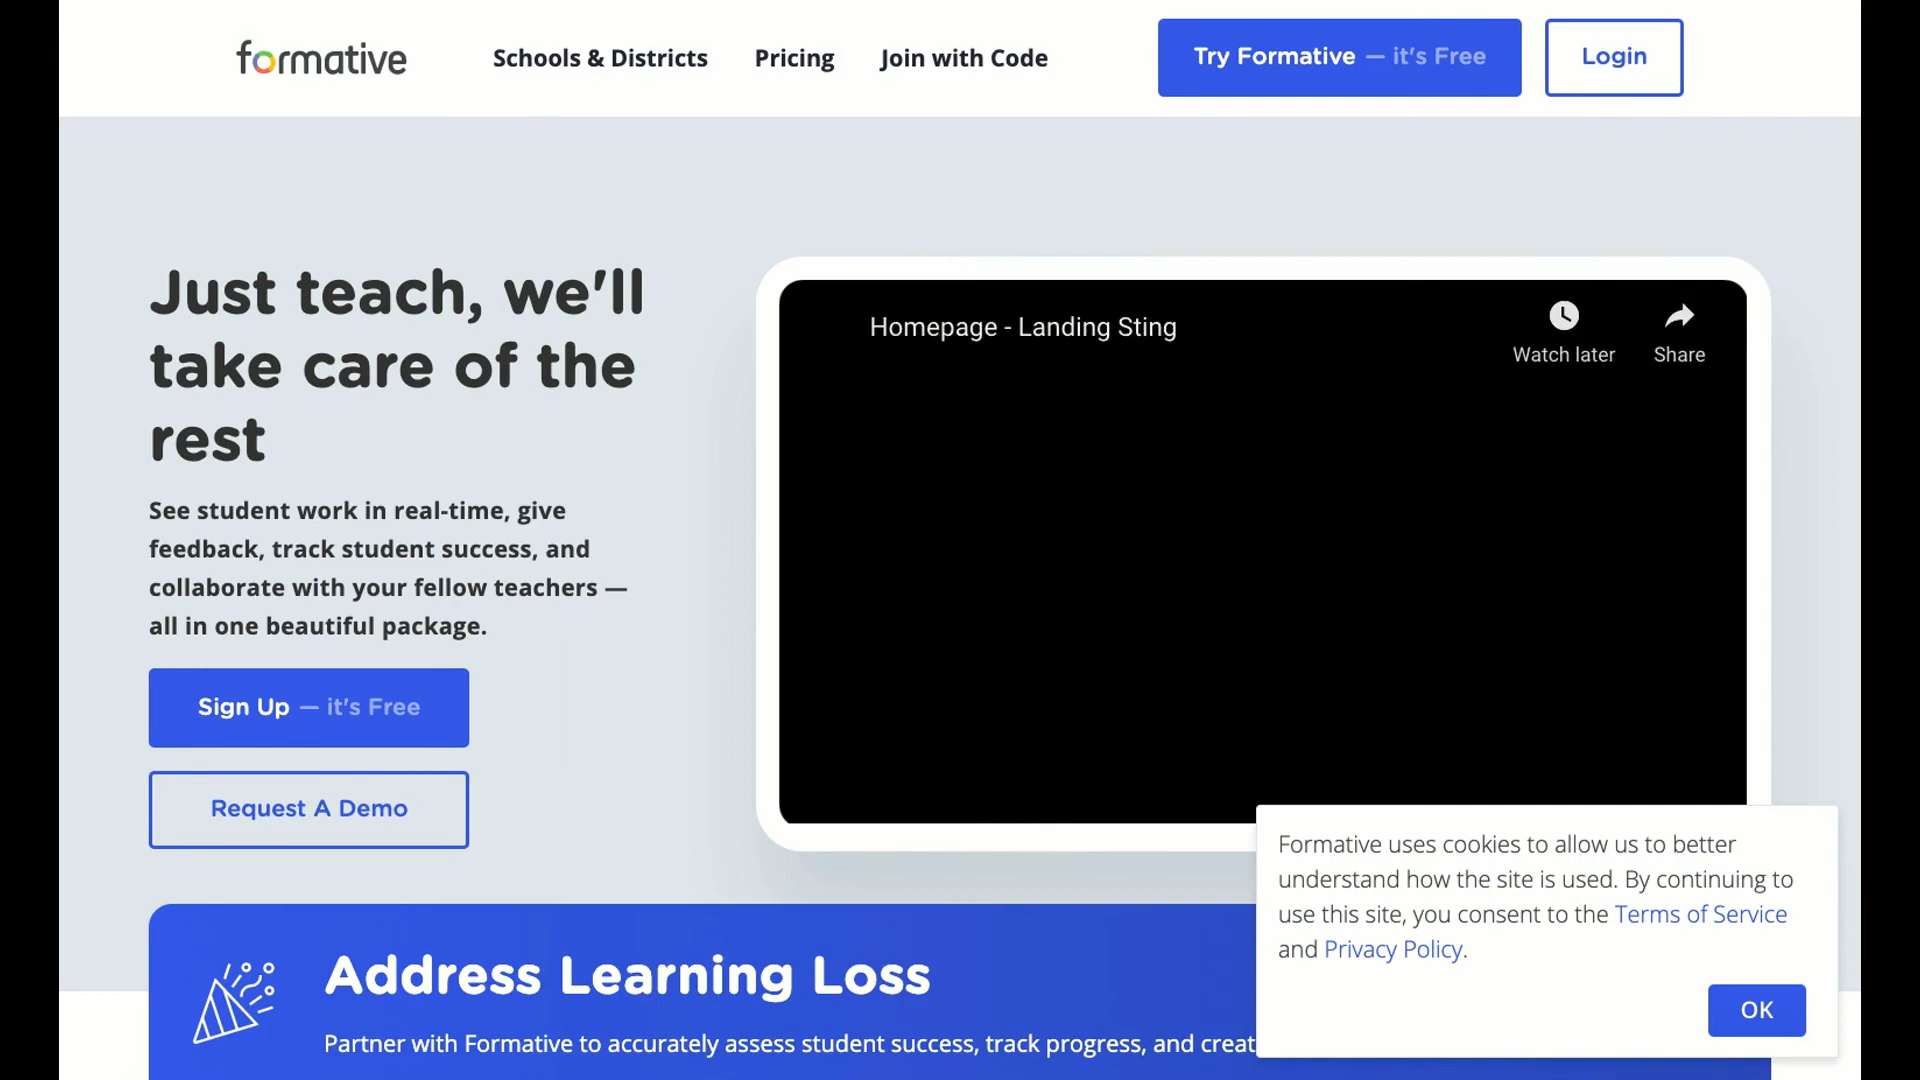 formative
Schools & Districts
Pricing
Join with Code
Try Formative — it's Free
Login
Just teach, we'll
take care of the
rest
See student work in real-time, give
feedback, track student success, and
collaborate with your fellow teachers —
all in one beautiful package.
Sign Up — it's Free
Request A Demo
Homepage - Landing Sting
Watch later
Share
Address Learning Loss
Partner with Formative to accurately assess student success, track progress, and creat
Formative uses cookies to allow us to better
understand how the site is used. By continuing to
use this site, you consent to the Terms of Service
and Privacy Policy.
OK